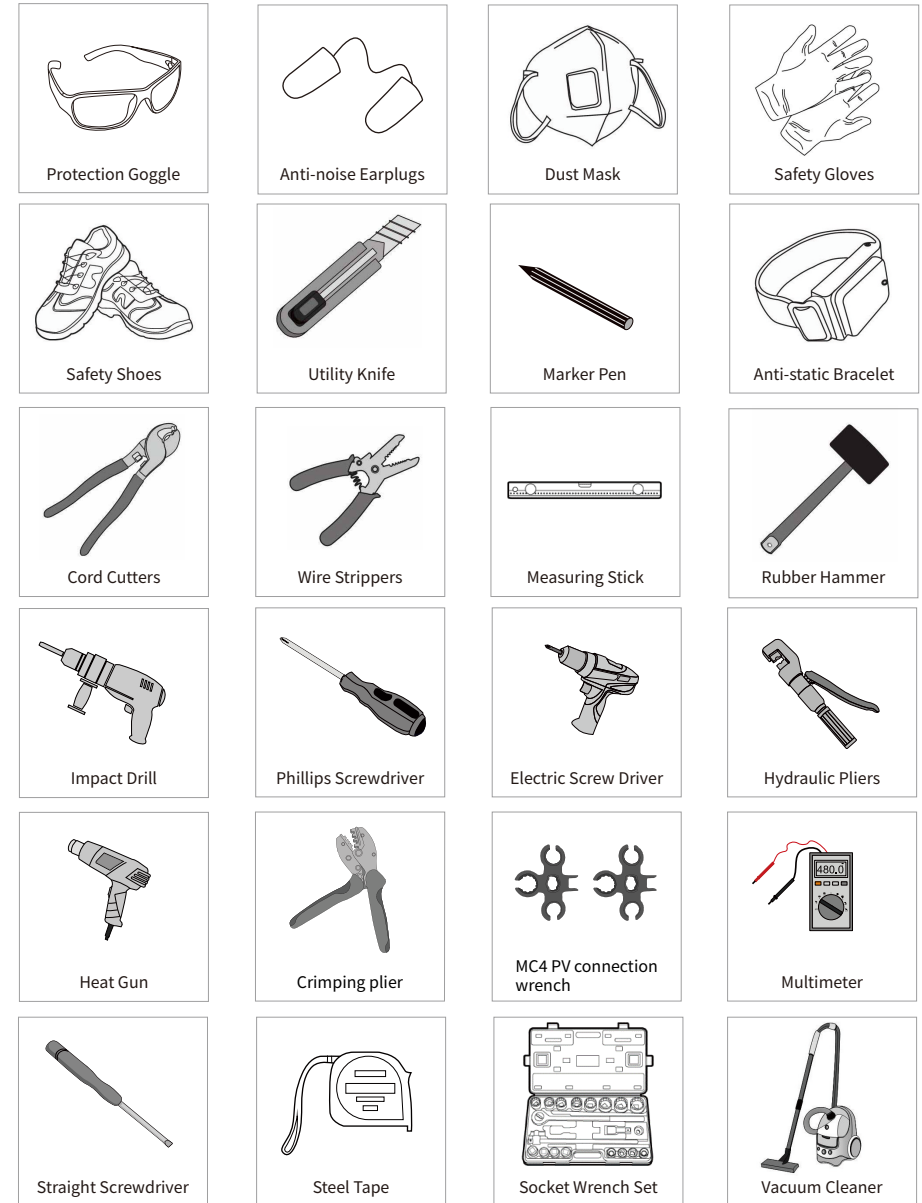 Protection Goggle
Anti-noise Earplugs
Dust Mask
Safety Gloves
Safety Shoes
Utility Knife
Marker Pen
Anti-static Bracelet
Cord Cutters
Wire Strippers
Measuring Stick
Rubber Hammer
Impact Drill
Phillips Screwdriver
Electric Screw Driver
Hydraulic Pliers
Heat Gun
Crimping plier
MC4 PV connection
wrench
480.0
Multimeter
Straight Screwdriver
Steel Tape
Socket Wrench Set
Vacuum Cleaner